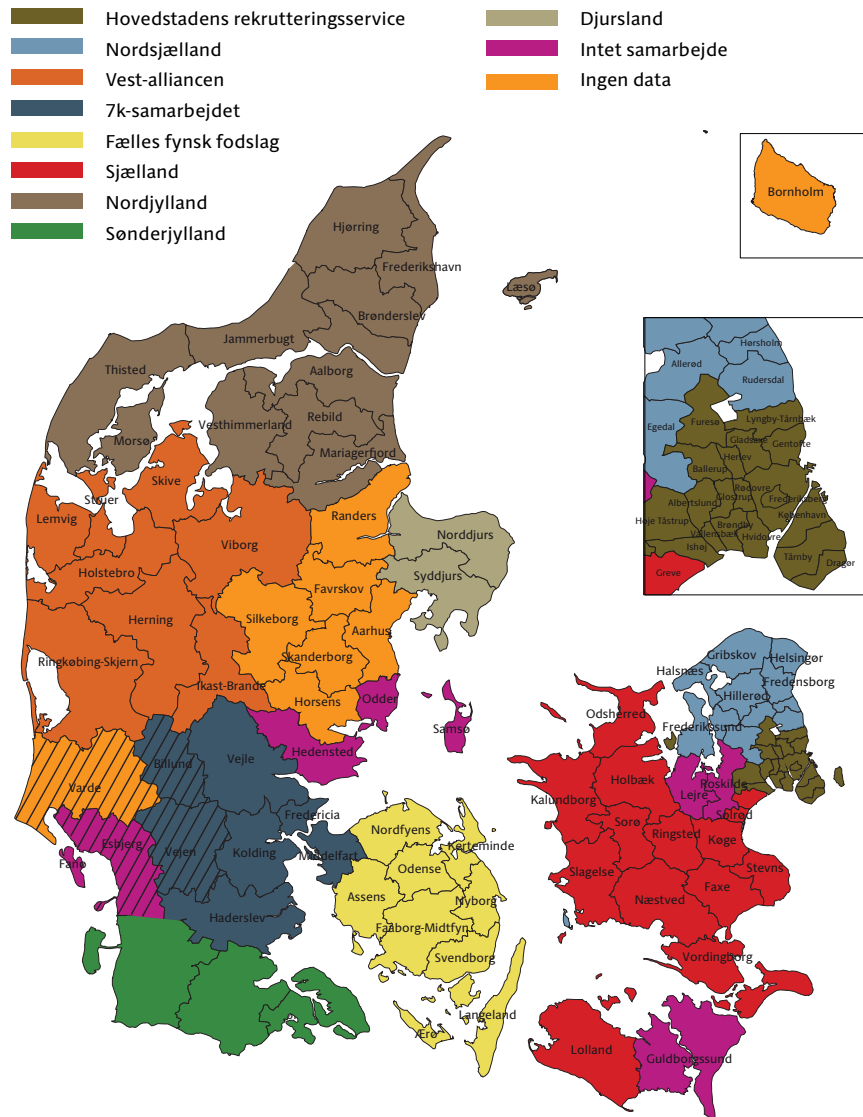 Hovedstadens rekrutteringsservice
Nordsjælland
Vest-alliancen
7k-samarbejdet
Fælles fynsk fodslag
Sjælland
Nordjylland
Sønderjylland
Djursland
Intet samarbejde
Ingen data
Bornholm
Hjørring
Frederikshavn
Læsø
Brønderslev
Jammerbugt
Thisted
Aalborg
Vesthimmerland
Rebild
Morsø
Mariagerfjord
Skive
Struer
Lemvig
Randers
Viborg
Norddjurs
Holstebro
Syddjurs
Favrskov
Silkeborg
Herning
Aarhus
Skanderborg
Ringkøbing-Skjern
Ikast-Brande
Horsens
Odder
Samsø
Hedensted
Billund
Vejle
Varde
Fredericia
Esbjerg
Fanø
Vejen
Kolding
Middelfart
Haderslev
Nordfyens
Kerteminde
Odense
Assens
Nyborg
Faaborg-Midtfyn
Svendborg
Langeland
Ærø
Hørsholm
Allerød
Rudersdal
Egedal
Furesø
Lyngby-Tårnbæk
Gladsaxe
Gentofte
Herlev
Ballerup
Rødovre
Glostrup
Albertslund
Frederiksberg
København
Høje Tåstrup
Brøndby
Vallensbæk
Hvidovre
Ishøj
Tårnby
Dragør
Greve
Gribskov
Helsingør
Halsnæs
Fredensborg
Hillerød
Odsherred
Frederikssund
Holbæk
Roskilde
Lejre
Kalundborg
Solrød
Sorø
Ringsted
Køge
Slagelse
Stevns
Faxe
Næstved
Vordingborg
Lolland
Guldborgssund